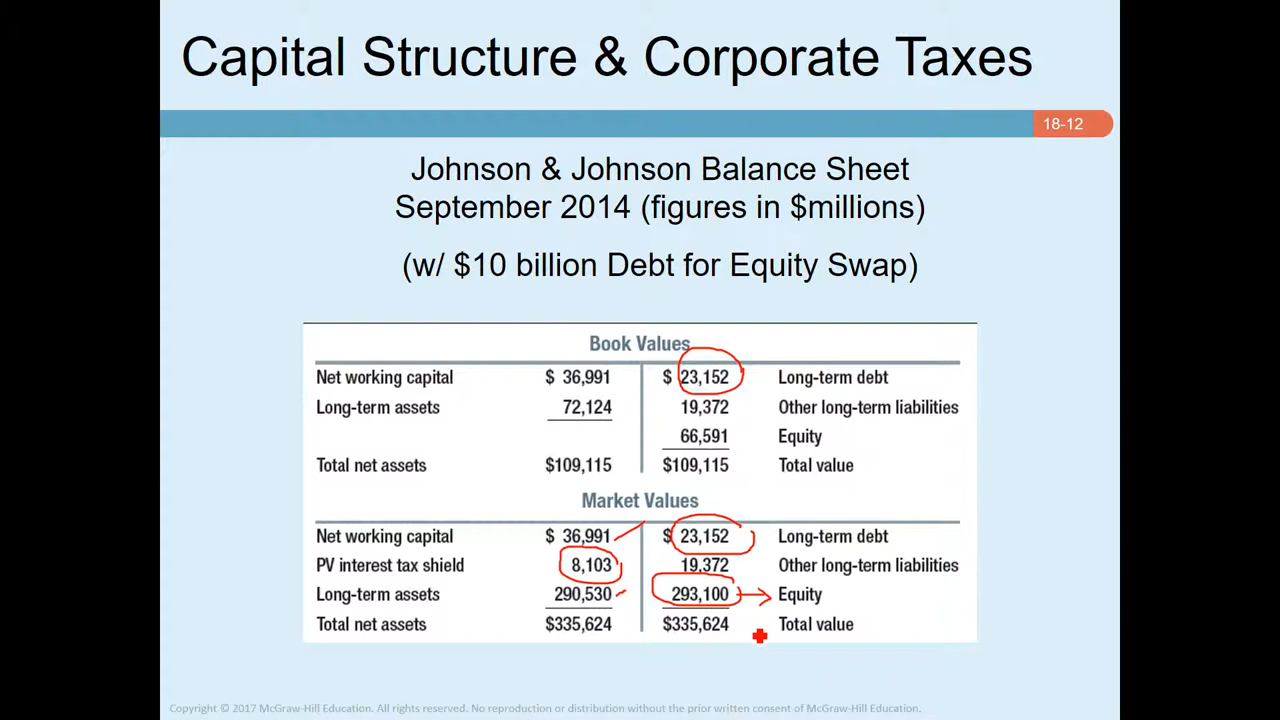 Capital Structure & Corporate Taxes
18-12
Johnson & Johnson Balance Sheet
September 2014 (figures in $millions)
(w/ $10 billion Debt for Equity Swap)
Book Values
Net working capital $ 36,991 $ 23,152 Long-term debt
Long-term assets 72,124 19,372 Other long-term liabilities
66,591 Equity
Total net assets $109,115 $109,115 Total value
Market Values
Net working capital $ 36,991 $ 23,152 Long-term debt
PV interest tax shield 8,103 19,372 Other long-term liabilities
Long-term assets 290,530 293,100 Equity
Total net assets $335,624 $335,624 Total value
Copyright © 2017 McGraw-Hill Education. All rights reserved. No reproduction or distribution without the prior written consent of McGraw-Hill Education.